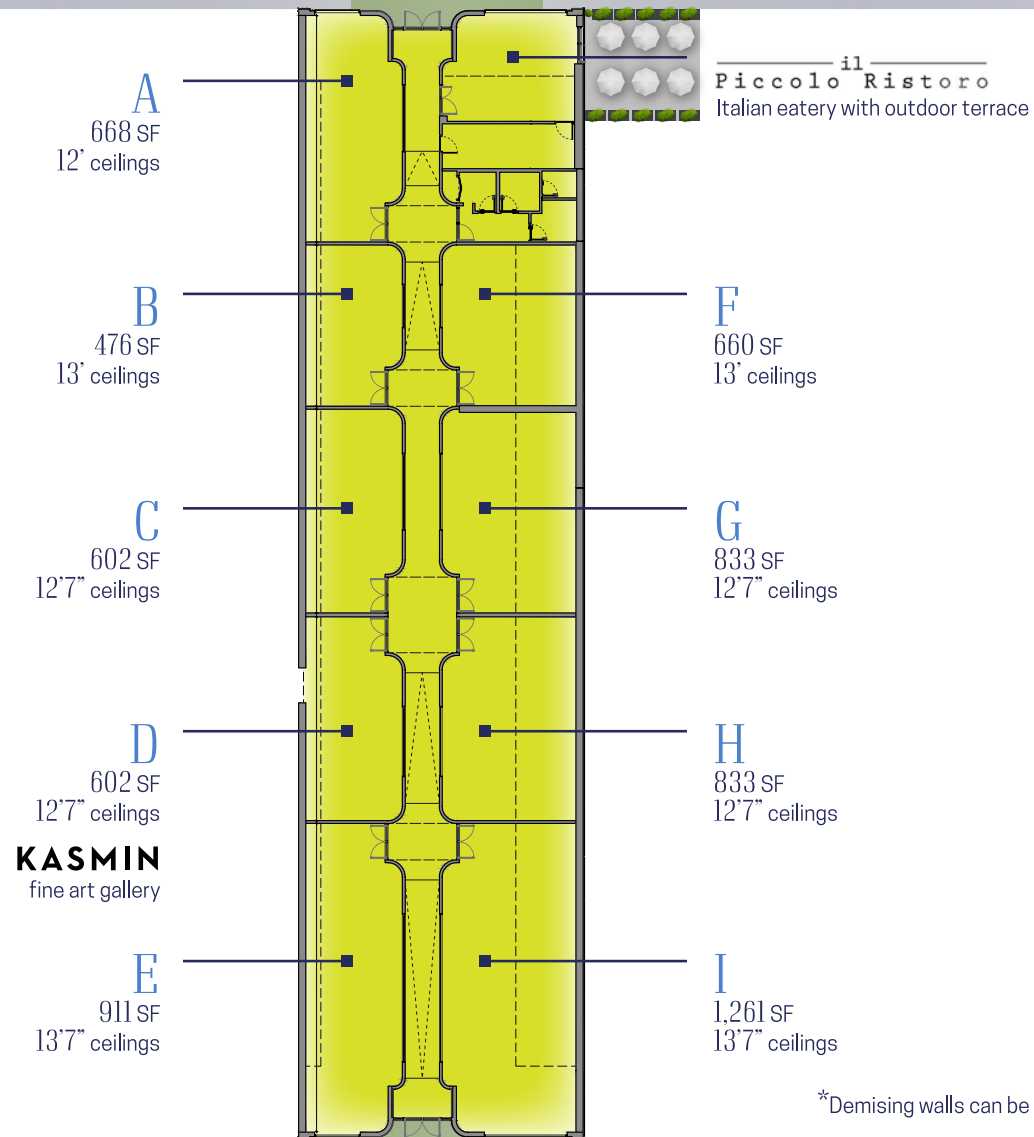 A
668 SF
12' ceilings
il
Piccolo Ristoro
Italian eatery with outdoor terrace
B
476 SF
13' ceilings
F
660 SF
13' ceilings
C
602 SF
12'7" ceilings
G
833 SF
12'7" ceilings
D
602 SF
12'7" ceilings
KASMIN
fine art gallery
H
833 SF
12'7" ceilings
E
911 SF
13'7" ceilings
I
1,261 SF
13'7" ceilings
*Demising walls can be